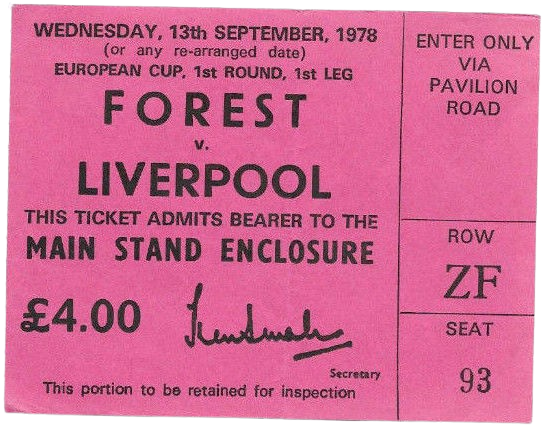 WEDNESDAY, 13th SEPTEMBER, 1978
(or any re-arranged date)
EUROPEAN CUP, 1st ROUND, 1st LEG
FOREST
v.
LIVERPOOL
THIS TICKET ADMITS BEARER TO THE
MAIN STAND ENCLOSURE
£4.00
Secretary
This portion to be retained for inspection
ENTER ONLY
VIA
PAVILION
ROAD
ROW
ZF
SEAT
93